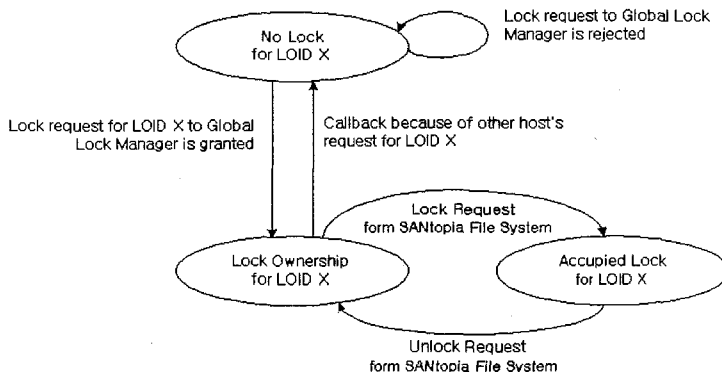 No Lock
for LOID X
Lock request to Global Lock
Manager is rejected
Lock request for LOID X to Global
Lock Manager is granted
Callback because of other host's
request for LOID X
Lock Request
form SANtopia File System
Lock Ownership
for LOID X
Accupied Lock
for LOID X
Unlock Request
form SANtopia File System